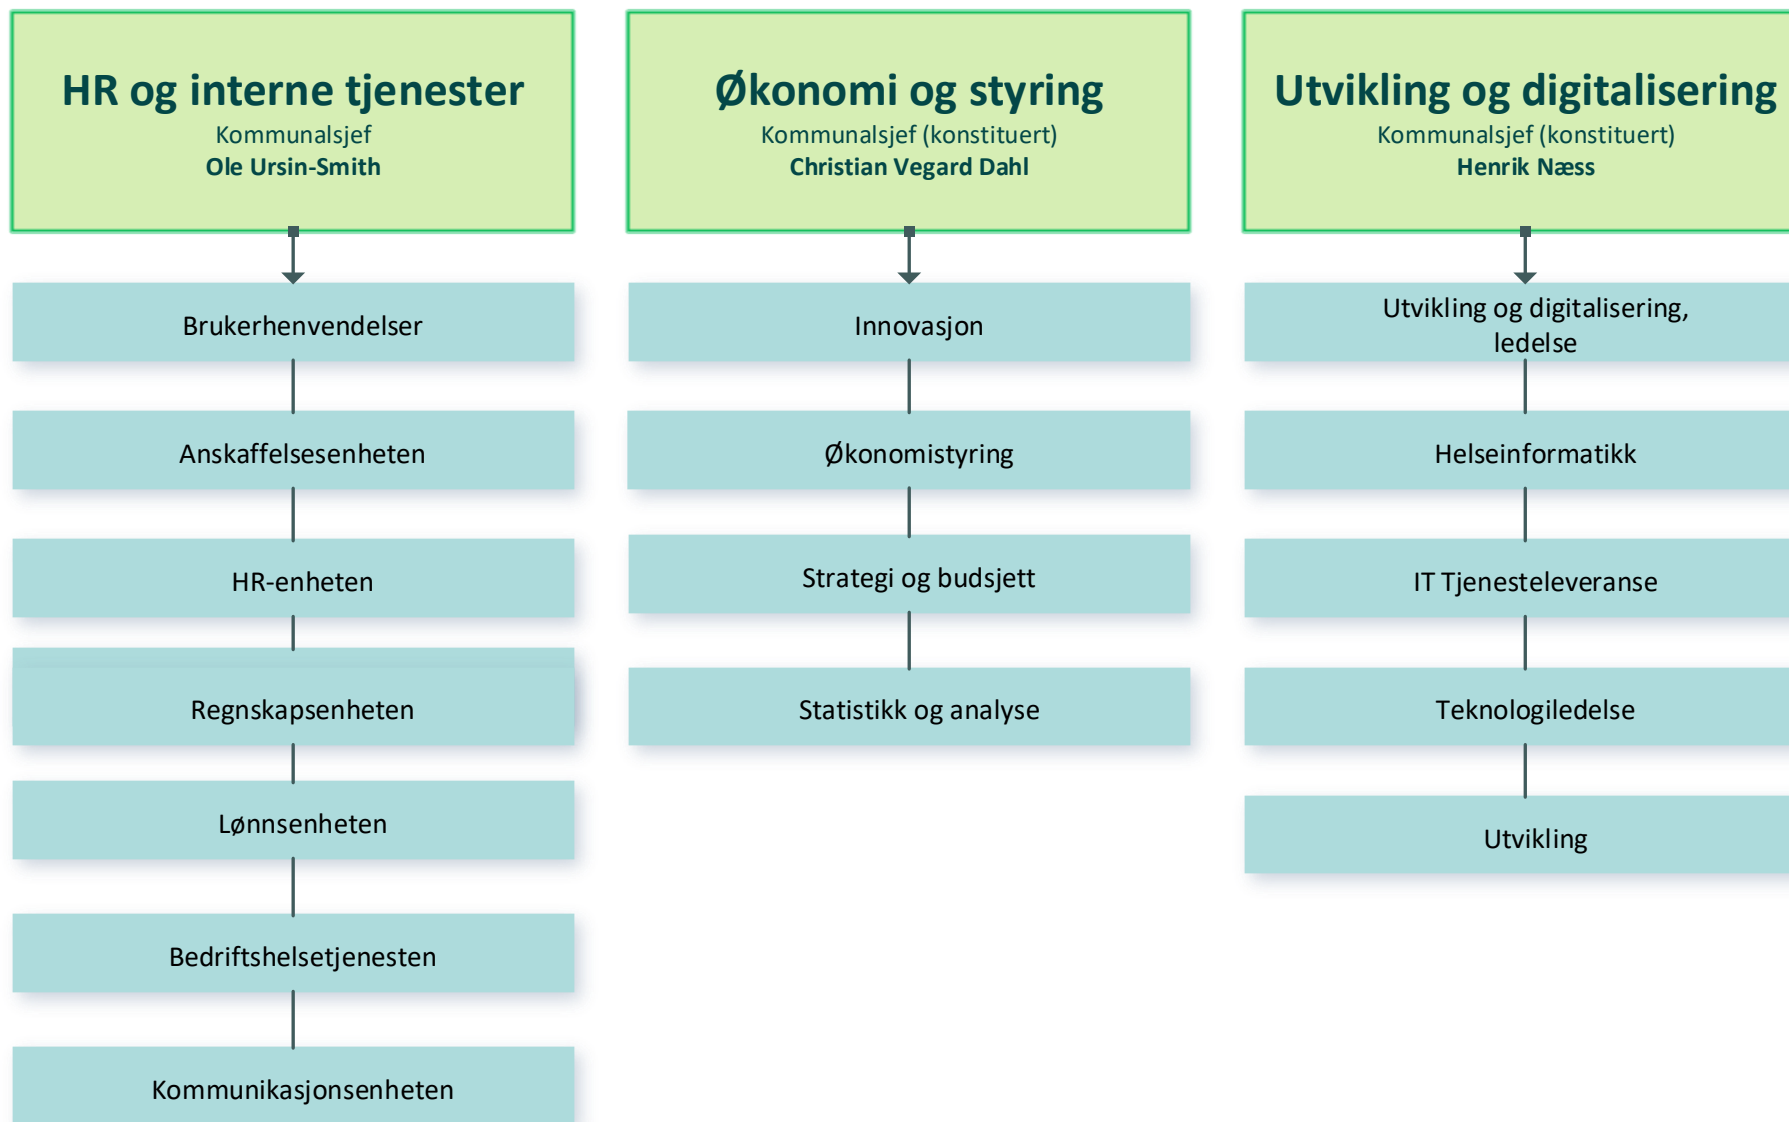 HR og interne tjenester
Kommunalsjef
Ole Ursin-Smith
Brukerhenvendelser
Anskaffelsesenheten
HR-enheten
Regnskapsenheten
Lønnsenheten
Bedriftshelsetjenesten
Kommunikasjonsenheten
Økonomi og styring
Kommunalsjef (konstituert)
Christian Vegard Dahl
Innovasjon
Økonomistyring
Strategi og budsjett
Statistikk og analyse
Utvikling og digitalisering
Kommunalsjef (konstituert)
Henrik Næss
Utvikling og digitalisering,
ledelse
Helseinformatikk
IT Tjenesteleveranse
Teknologiledelse
Utvikling